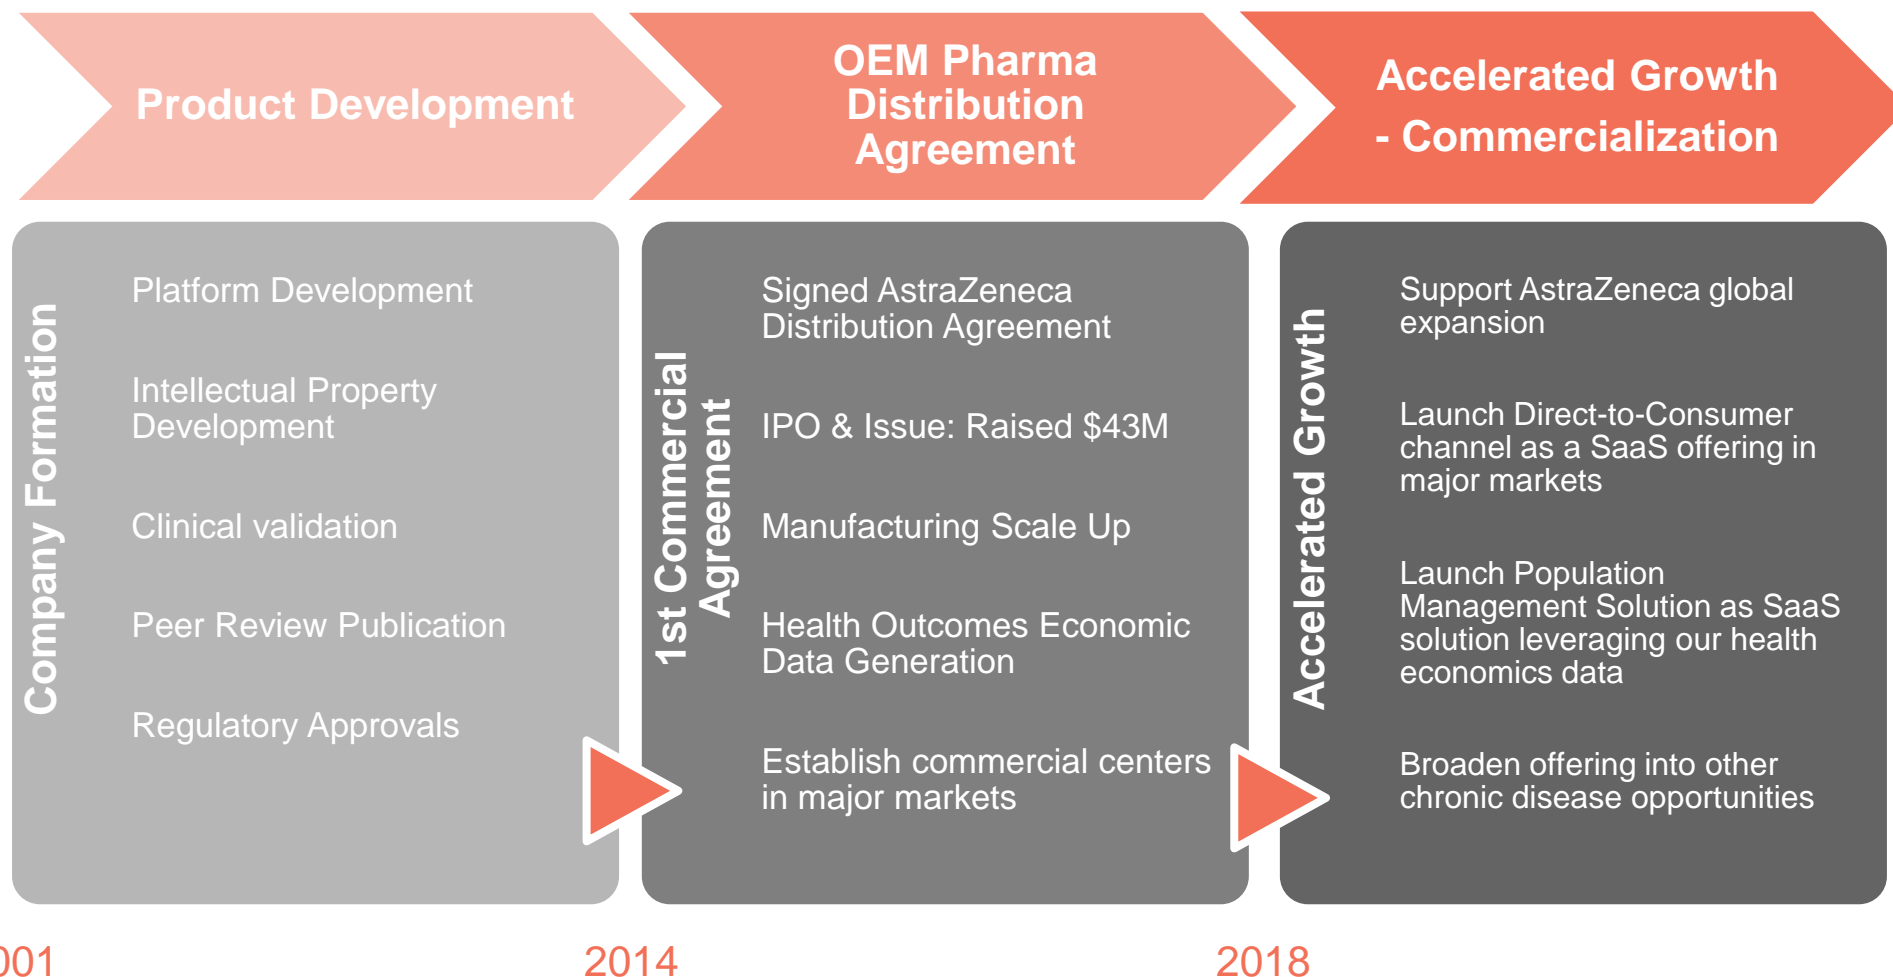 Product Development
OEM Pharma
Distribution
Agreement
Accelerated Growth
- Commercialization
Company Formation
Platform Development
Intellectual Property
Development
Clinical validation
Peer Review Publication
Regulatory Approvals
1st Commercial
Agreement
Signed AstraZeneca
Distribution Agreement
IPO & Issue: Raised $43M
Manufacturing Scale Up
Health Outcomes Economic
Data Generation
Establish commercial centers
in major markets
Accelerated Growth
Support AstraZeneca global
expansion
Launch Direct-to-Consumer
channel as a SaaS offering in
major markets
Launch Population
Management Solution as SaaS
solution leveraging our health
economics data
Broaden offering into other
chronic disease opportunities
001
2014
2018